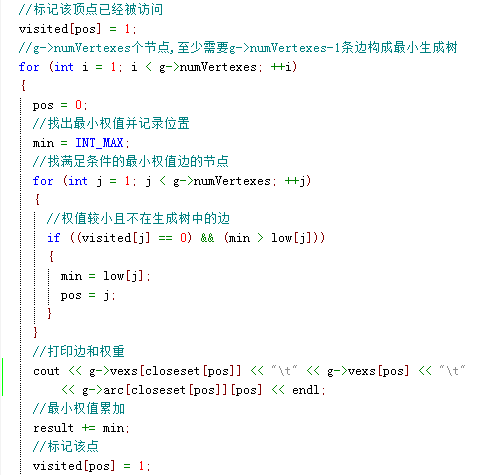 //标记该顶点已经被访问
visited[pos] = 1;
//g->numVertexes个节点,至少需要g->numVertexes-1条边构成最小生成树
for (int i = 1; i < g->numVertexes; ++i)
{
pos = 0;
//找出最小权值并记录位置
min = INT_MAX;
//找满足条件的最小权值边的节点
for (int j = 1; j < g->numVertexes; ++j)
{
//权值较小且不在生成树中的边
if ((visited[j] == 0) && (min > low[j]))
{
min = low[j];
pos = j;
}
}
//打印边和权重
cout << g->vexs[closeset[pos]] << "\t" << g->vexs[pos] << "\t"
<< g->arc[closeset[pos]][pos] << endl;
//最小权值累加
result += min;
//标记该点
visited[pos] = 1;